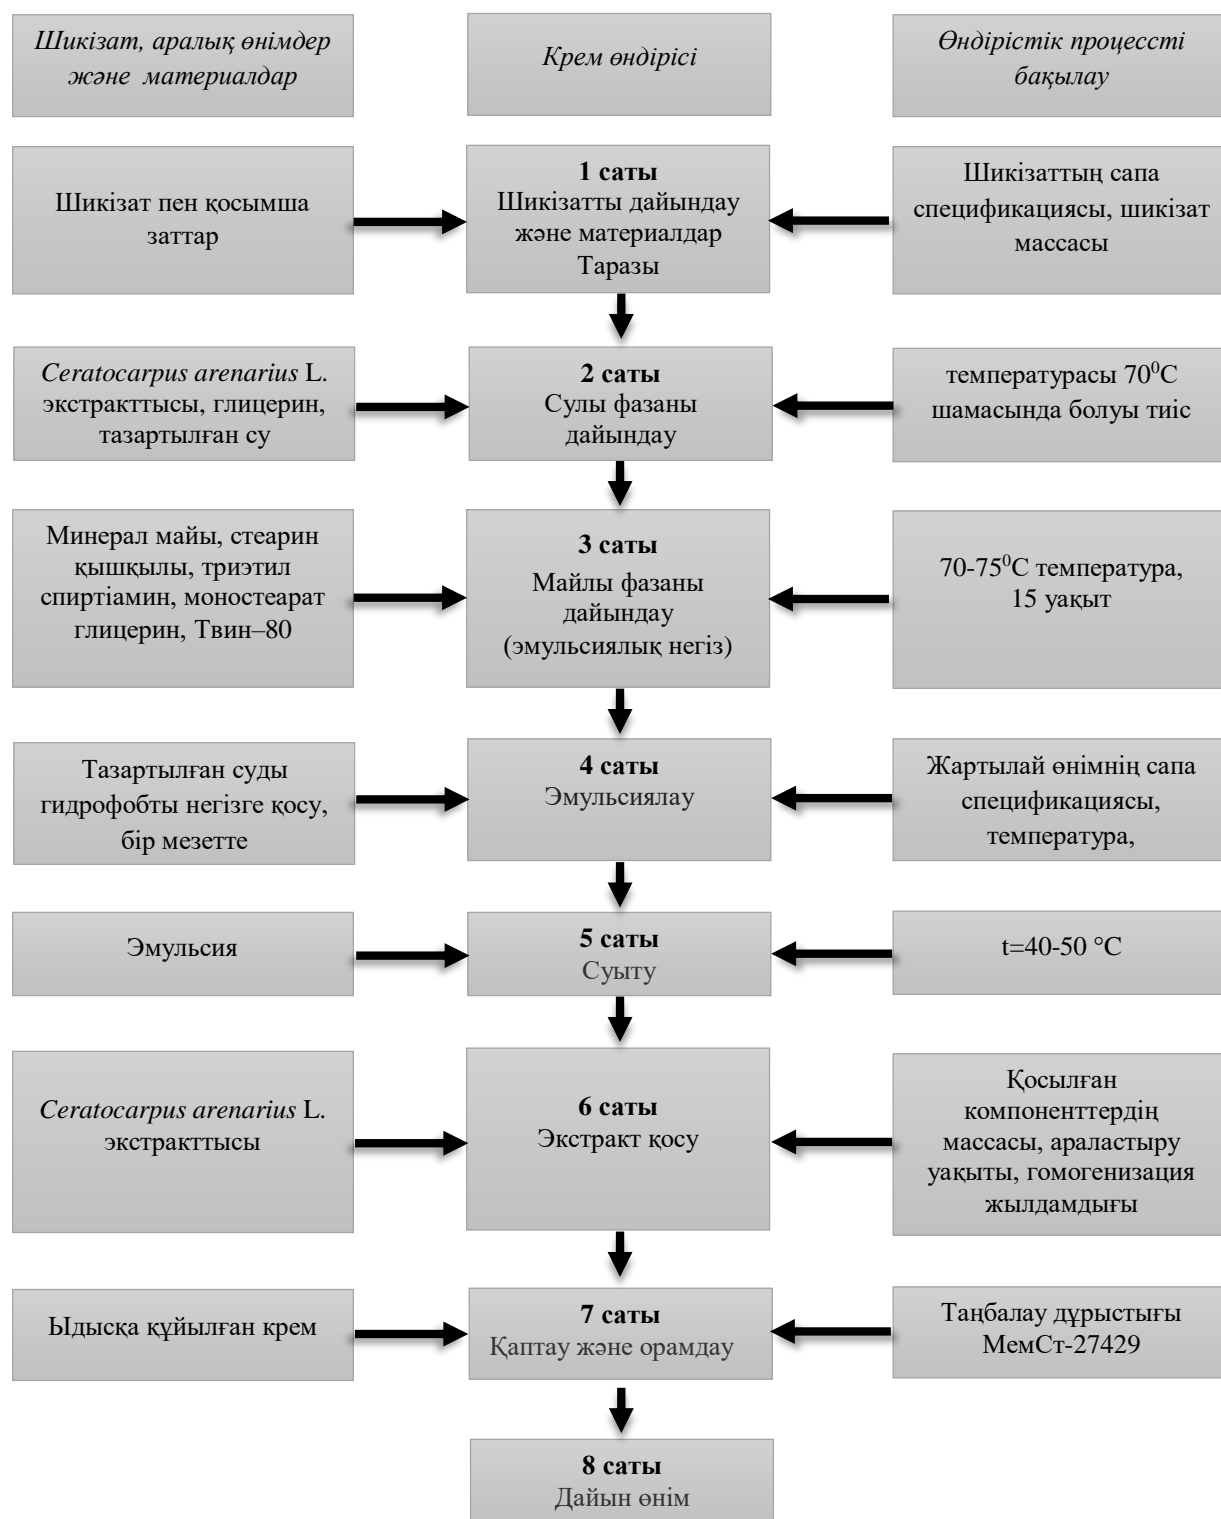 Шикізат, аралық өнімдер
және материалдар
Крем өндірісі
Өндірістік процессті
бақылау
Шикізат пен қосымша
заттар
1 саты
Шикізатты дайындау
және материалдар
Таразы
Шикізаттың сапа
спецификациясы, шикізат
массасы
Ceratocarpus arenarius L.
экстракттысы, глицерин,
тазартылған су
2 саты
Сулы фазаны
дайындау
температурасы 70⁰С
шамасында болуы тиіс
Минерал майы, стеарин
қышқылы, триэтил
спиртіамин, моностеарат
глицерин, Твин–80
3 саты
Майлы фазаны
дайындау
(эмульсиялық негіз)
70-75⁰С температура,
15 уақыт
Тазартылған суды
гидрофобты негізге қосу,
бір мезетте
4 саты
Эмульсиялау
Жартылай өнімнің сапа
спецификациясы,
температура,
Эмульсия
5 саты
Суыту
t=40-50 °C
Ceratocarpus arenarius L.
экстракттысы
6 саты
Экстракт қосу
Қосылған
компоненттердің
массасы, араластыру
уақыты, гомогенизация
жылдамдығы
Ыдысқа құйылған крем
7 саты
Қаптау және орамдау
Таңбалау дұрыстығы
МемСт-27429
8 саты
Дайын өнім